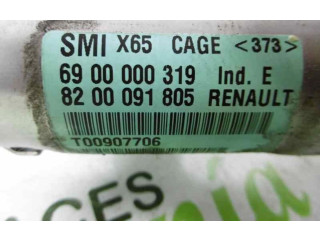 SMI X65 CAGE <373>
69 00 000 319 Ind. E
82 00 091 805 RENAULT
T00907706